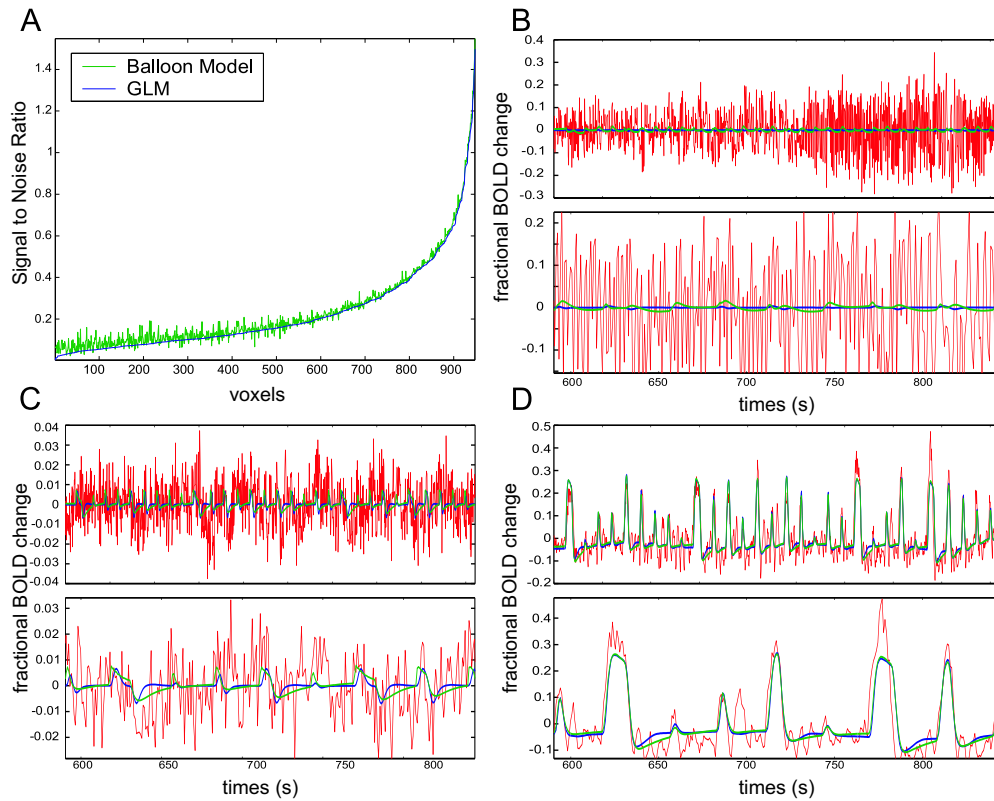 A
1.4
1.2
1
0.8
0.6
0.4
0.2
Signal to Noise Ratio
Balloon Model
GLM
100 200 300 400 500 600 700 800 900
voxels
B
0.4
0.3
0.2
0.1
0
-0.1
-0.2
-0.3
0.2
0.1
0
-0.1
fractional BOLD change
600 650 700 750 800
times (s)
C
0.04
0.03
0.02
0.01
0
-0.01
-0.02
-0.03
-0.04
0.03
0.02
0.01
0
-0.01
-0.02
fractional BOLD change
600 650 700 750 800
times (s)
D
0.5
0.4
0.3
0.2
0.1
0
-0.1
-0.2
0.4
0.3
0.2
0.1
0
-0.1
fractional BOLD change
600 650 700 750 800
times (s)